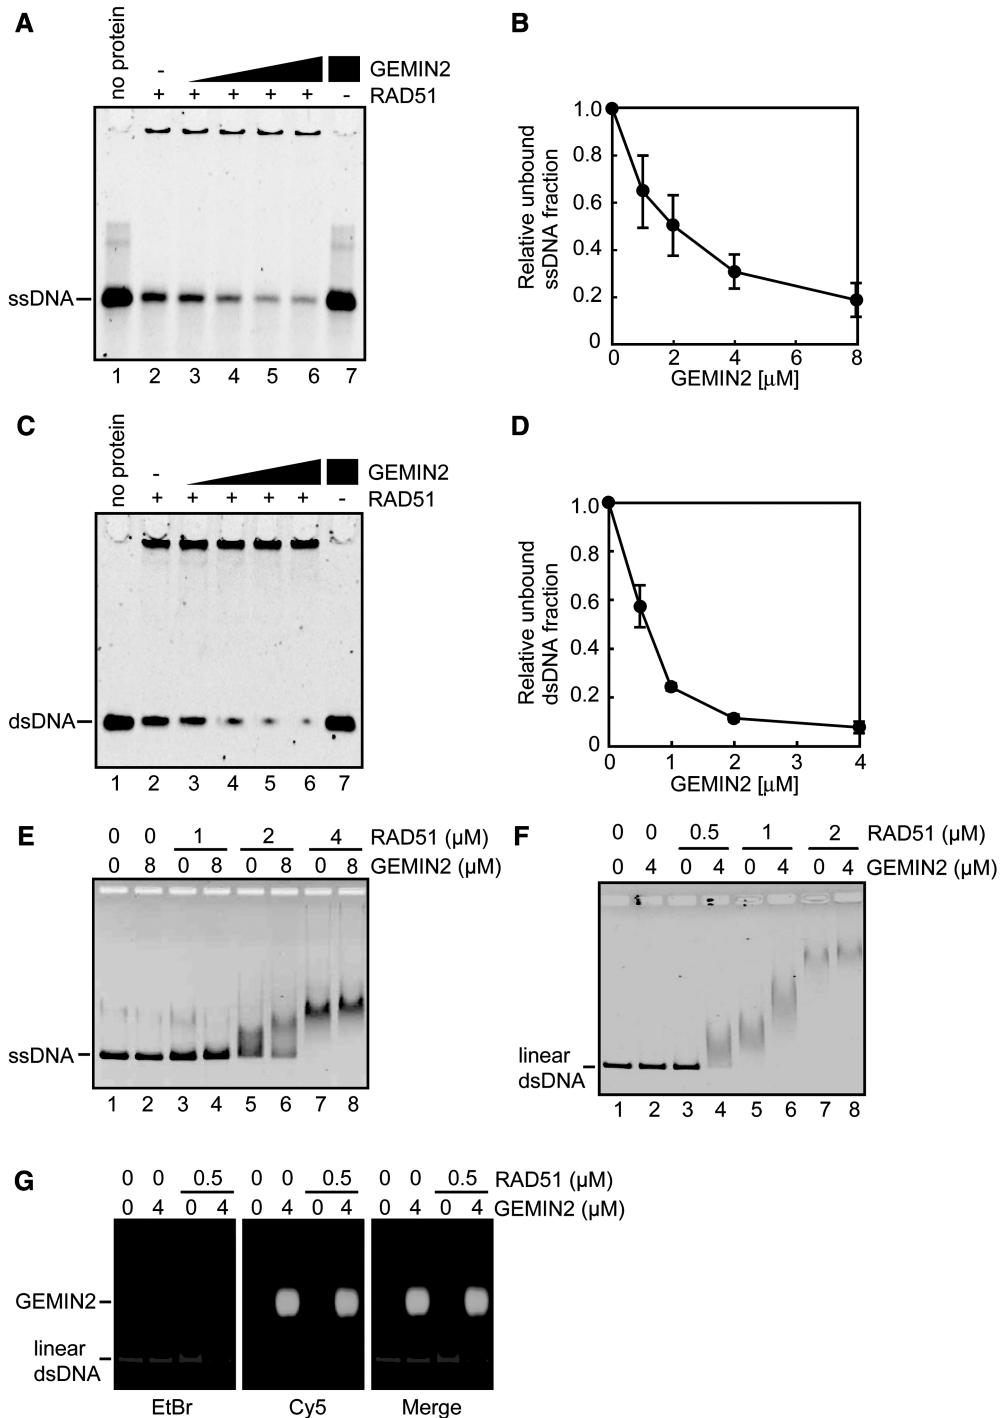 A
no protein
- GEMIN2
+ + + + + - RAD51
ssDNA
1 2 3 4 5 6 7
B
Relative unbound
ssDNA fraction
1.0
0.8
0.6
0.4
0.2
0
0 2 4 6 8
GEMIN2 [μM]
C
no protein
- GEMIN2
+ + + + + - RAD51
dsDNA
1 2 3 4 5 6 7
D
Relative unbound
dsDNA fraction
1.0
0.8
0.6
0.4
0.2
0
0 1 2 3 4
GEMIN2 [μM]
E
0 0 1 2 4 RAD51 (μM)
0 8 0 8 0 8 0 8 GEMIN2 (μM)
ssDNA
1 2 3 4 5 6 7 8
F
0 0 0.5 1 2 RAD51 (μM)
0 4 0 4 0 4 0 4 GEMIN2 (μM)
linear
dsDNA
1 2 3 4 5 6 7 8
G
0 0 0.5 0 0 0.5 0 0 0.5 RAD51 (μM)
0 4 0 4 0 4 0 4 0 4 0 4 GEMIN2 (μM)
GEMIN2
linear
dsDNA
EtBr Cy5 Merge